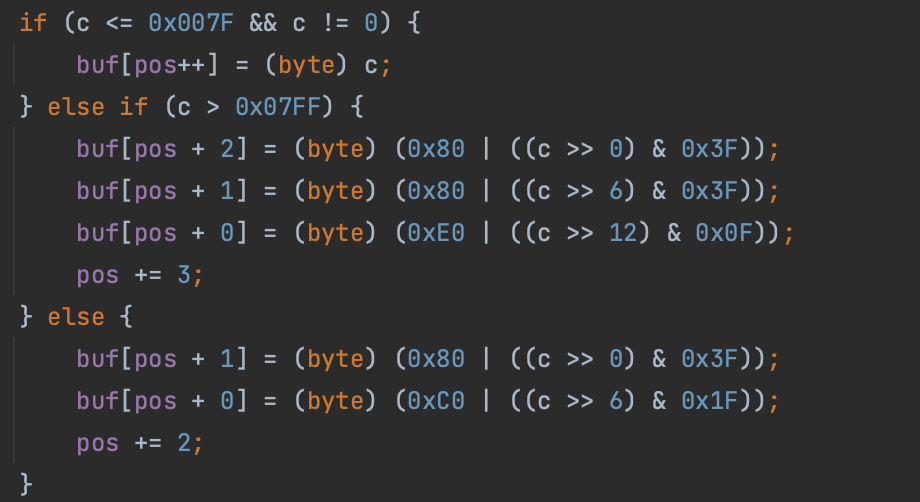 if (c <= 0x007F && c != 0) {
    buf[pos++] = (byte) c;
} else if (c > 0x07FF) {
    buf[pos + 2] = (byte) (0x80 | ((c >> 0) & 0x3F));
    buf[pos + 1] = (byte) (0x80 | ((c >> 6) & 0x3F));
    buf[pos + 0] = (byte) (0xE0 | ((c >> 12) & 0x0F));
    pos += 3;
} else {
    buf[pos + 1] = (byte) (0x80 | ((c >> 0) & 0x3F));
    buf[pos + 0] = (byte) (0xC0 | ((c >> 6) & 0x1F));
    pos += 2;
}